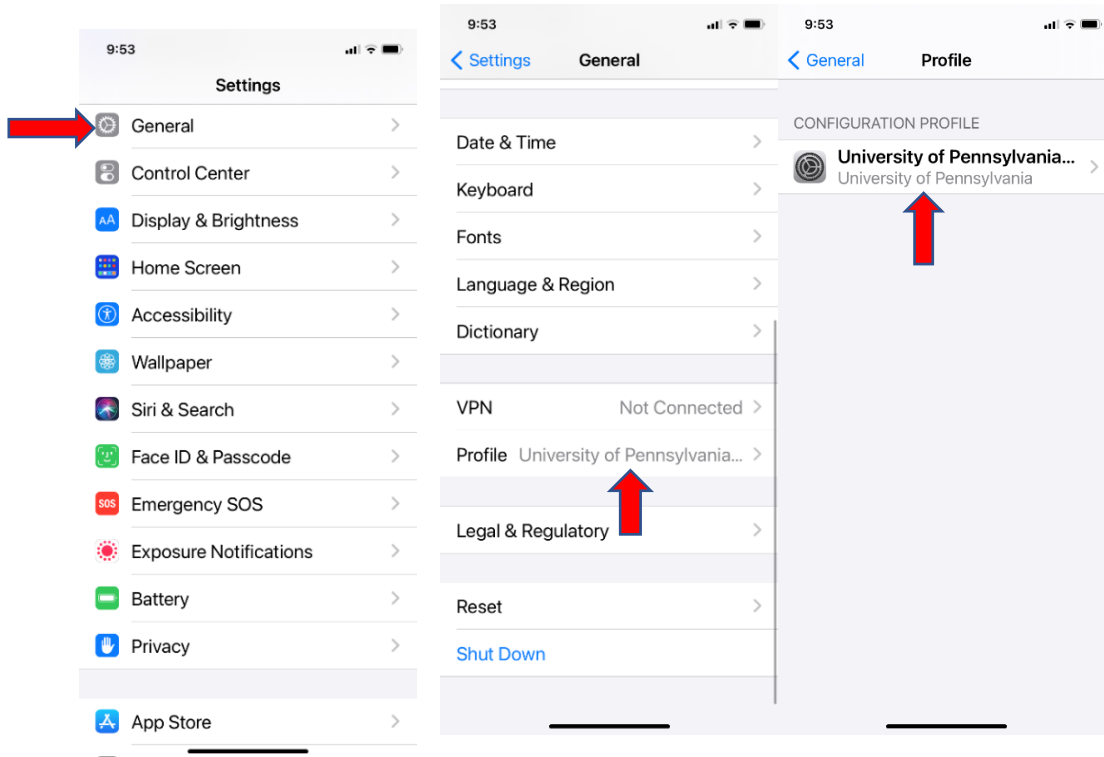 9:53
Settings
General
Control Center
AA Display & Brightness
Home Screen
Accessibility
Wallpaper
Siri & Search
Face ID & Passcode
SOS Emergency SOS
Exposure Notifications
Battery
Privacy
App Store
9:53
Settings General
Date & Time
Keyboard
Fonts
Language & Region
Dictionary
VPN Not Connected
Profile University of Pennsylvania...
Legal & Regulatory
Reset
Shut Down
9:53
General Profile
CONFIGURATION PROFILE
University of Pennsylvania...
University of Pennsylvania